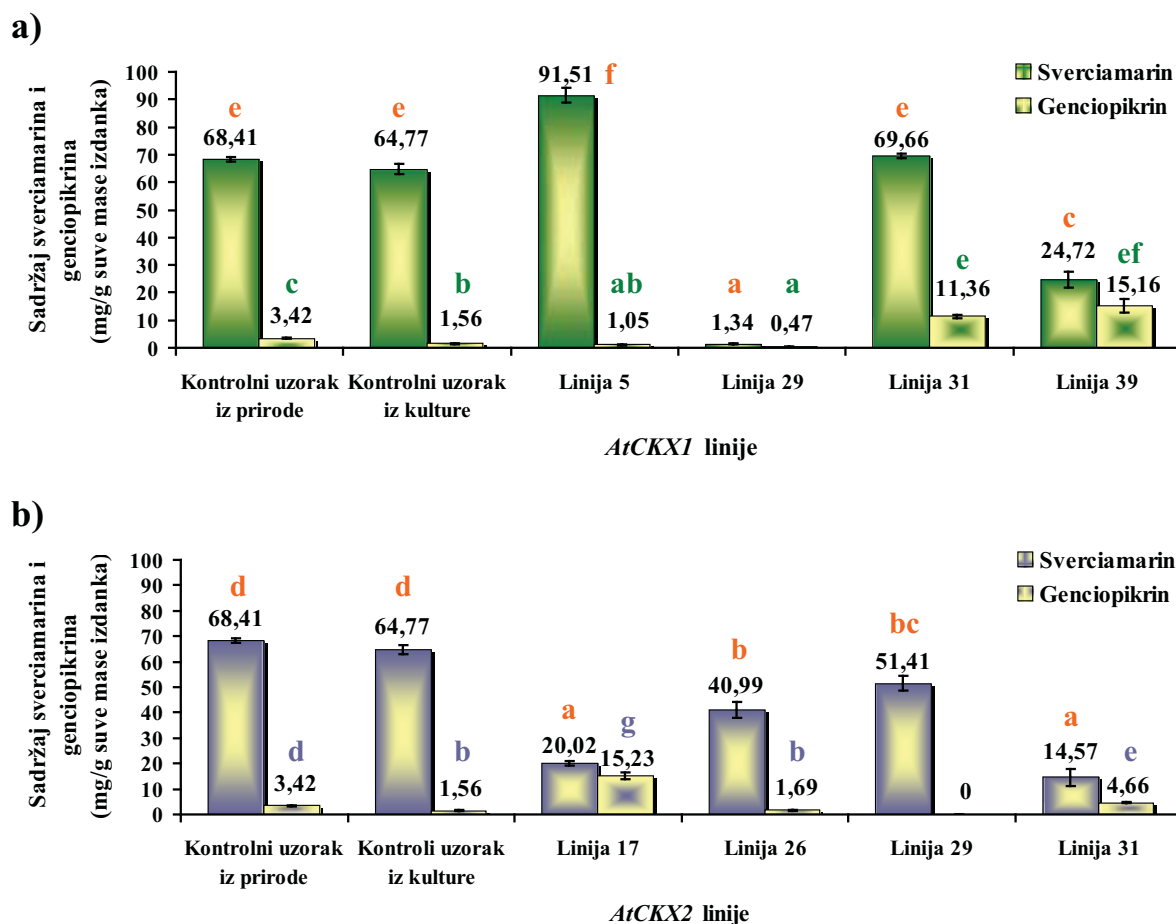 a)
Sadržaj sverciamarina i
genciopikrina
(mg/g suve mase izdanka)
100
90
80
70
60
50
40
30
20
10
0
Sverciamarin
Genciopikrin
e
68,41
c
3,42
e
64,77
b
1,56
91,51
f
ab
1,05
a
1,34
a
0,47
e
69,66
e
11,36
c
24,72
ef
15,16
Kontrolni uzorak
iz prirode
Kontrolni uzorak
iz kulture
Linija 5
Linija 29
Linija 31
Linija 39
AtCKX1 linije
b)
Sadržaj sverciamarina i
genciopikrina
(mg/g suve mase izdanka)
100
90
80
70
60
50
40
30
20
10
0
Sverciamarin
Genciopikrin
d
68,41
d
3,42
d
64,77
b
1,56
a
20,02
g
15,23
b
40,99
b
1,69
bc
51,41
0
a
14,57
e
4,66
Kontrolni uzorak
iz prirode
Kontroli uzorak
iz kulture
Linija 17
Linija 26
Linija 29
Linija 31
AtCKX2 linije